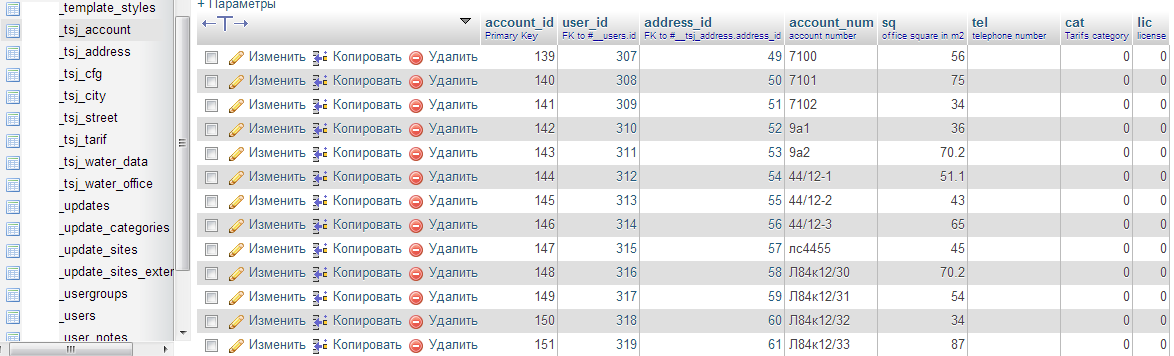 _template_styles
_tsj_account
_tsj_address
_tsj_cfg
_tsj_city
_tsj_street
_tsj_tarif
_tsj_water_data
_tsj_water_office
_updates
_update_categories
_update_sites
_update_sites_exter
_usergroups
_users
_user_notes
+ Параметры
account_id user_id address_id account_num sq tel cat lic
Primary Key FK to #__users.id FK to #__tsj_address.address_id account number office square in m2 telephone number Tarifs category license
Изменить Копировать Удалить 139 307 49 7100 56 0 0
Изменить Копировать Удалить 140 308 50 7101 75 0 0
Изменить Копировать Удалить 141 309 51 7102 34 0 0
Изменить Копировать Удалить 142 310 52 9а1 36 0 0
Изменить Копировать Удалить 143 311 53 9а2 70.2 0 0
Изменить Копировать Удалить 144 312 54 44/12-1 51.1 0 0
Изменить Копировать Удалить 145 313 55 44/12-2 43 0 0
Изменить Копировать Удалить 146 314 56 44/12-3 65 0 0
Изменить Копировать Удалить 147 315 57 лс4455 45 0 0
Изменить Копировать Удалить 148 316 58 Л84к12/30 70.2 0 0
Изменить Копировать Удалить 149 317 59 Л84к12/31 54 0 0
Изменить Копировать Удалить 150 318 60 Л84к12/32 34 0 0
Изменить Копировать Удалить 151 319 61 Л84к12/33 87 0 0